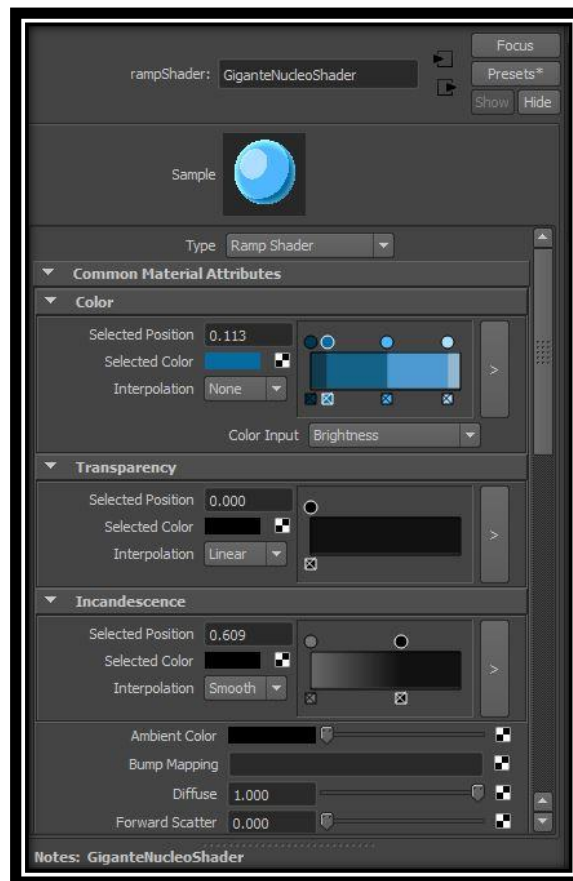 Focus
rampShader: GiganteNucleoShader
Presets*
Show Hide
Sample
Type Ramp Shader
Common Material Attributes
Color
Selected Position 0.113
Selected Color
Interpolation None
>
Color Input Brightness
Transparency
Selected Position 0.000
Selected Color
Interpolation Linear
>
Incandescence
Selected Position 0.609
Selected Color
Interpolation Smooth
>
Ambient Color
Bump Mapping
Diffuse 1.000
Forward Scatter 0.000
Notes: GiganteNucleoShader